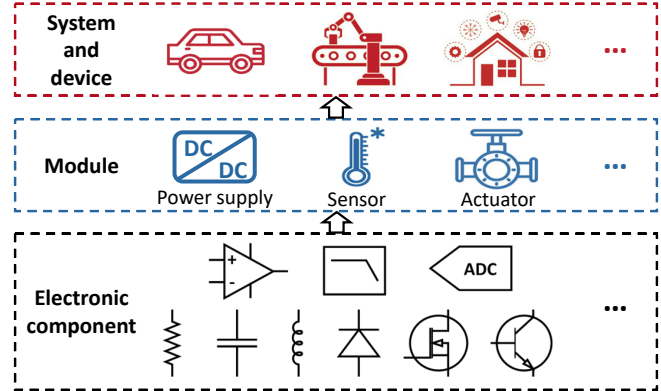 System
and
device
...
Module
DC
DC
Power supply
*
Sensor
Actuator
...
Electronic
component
+
-
ADC
...